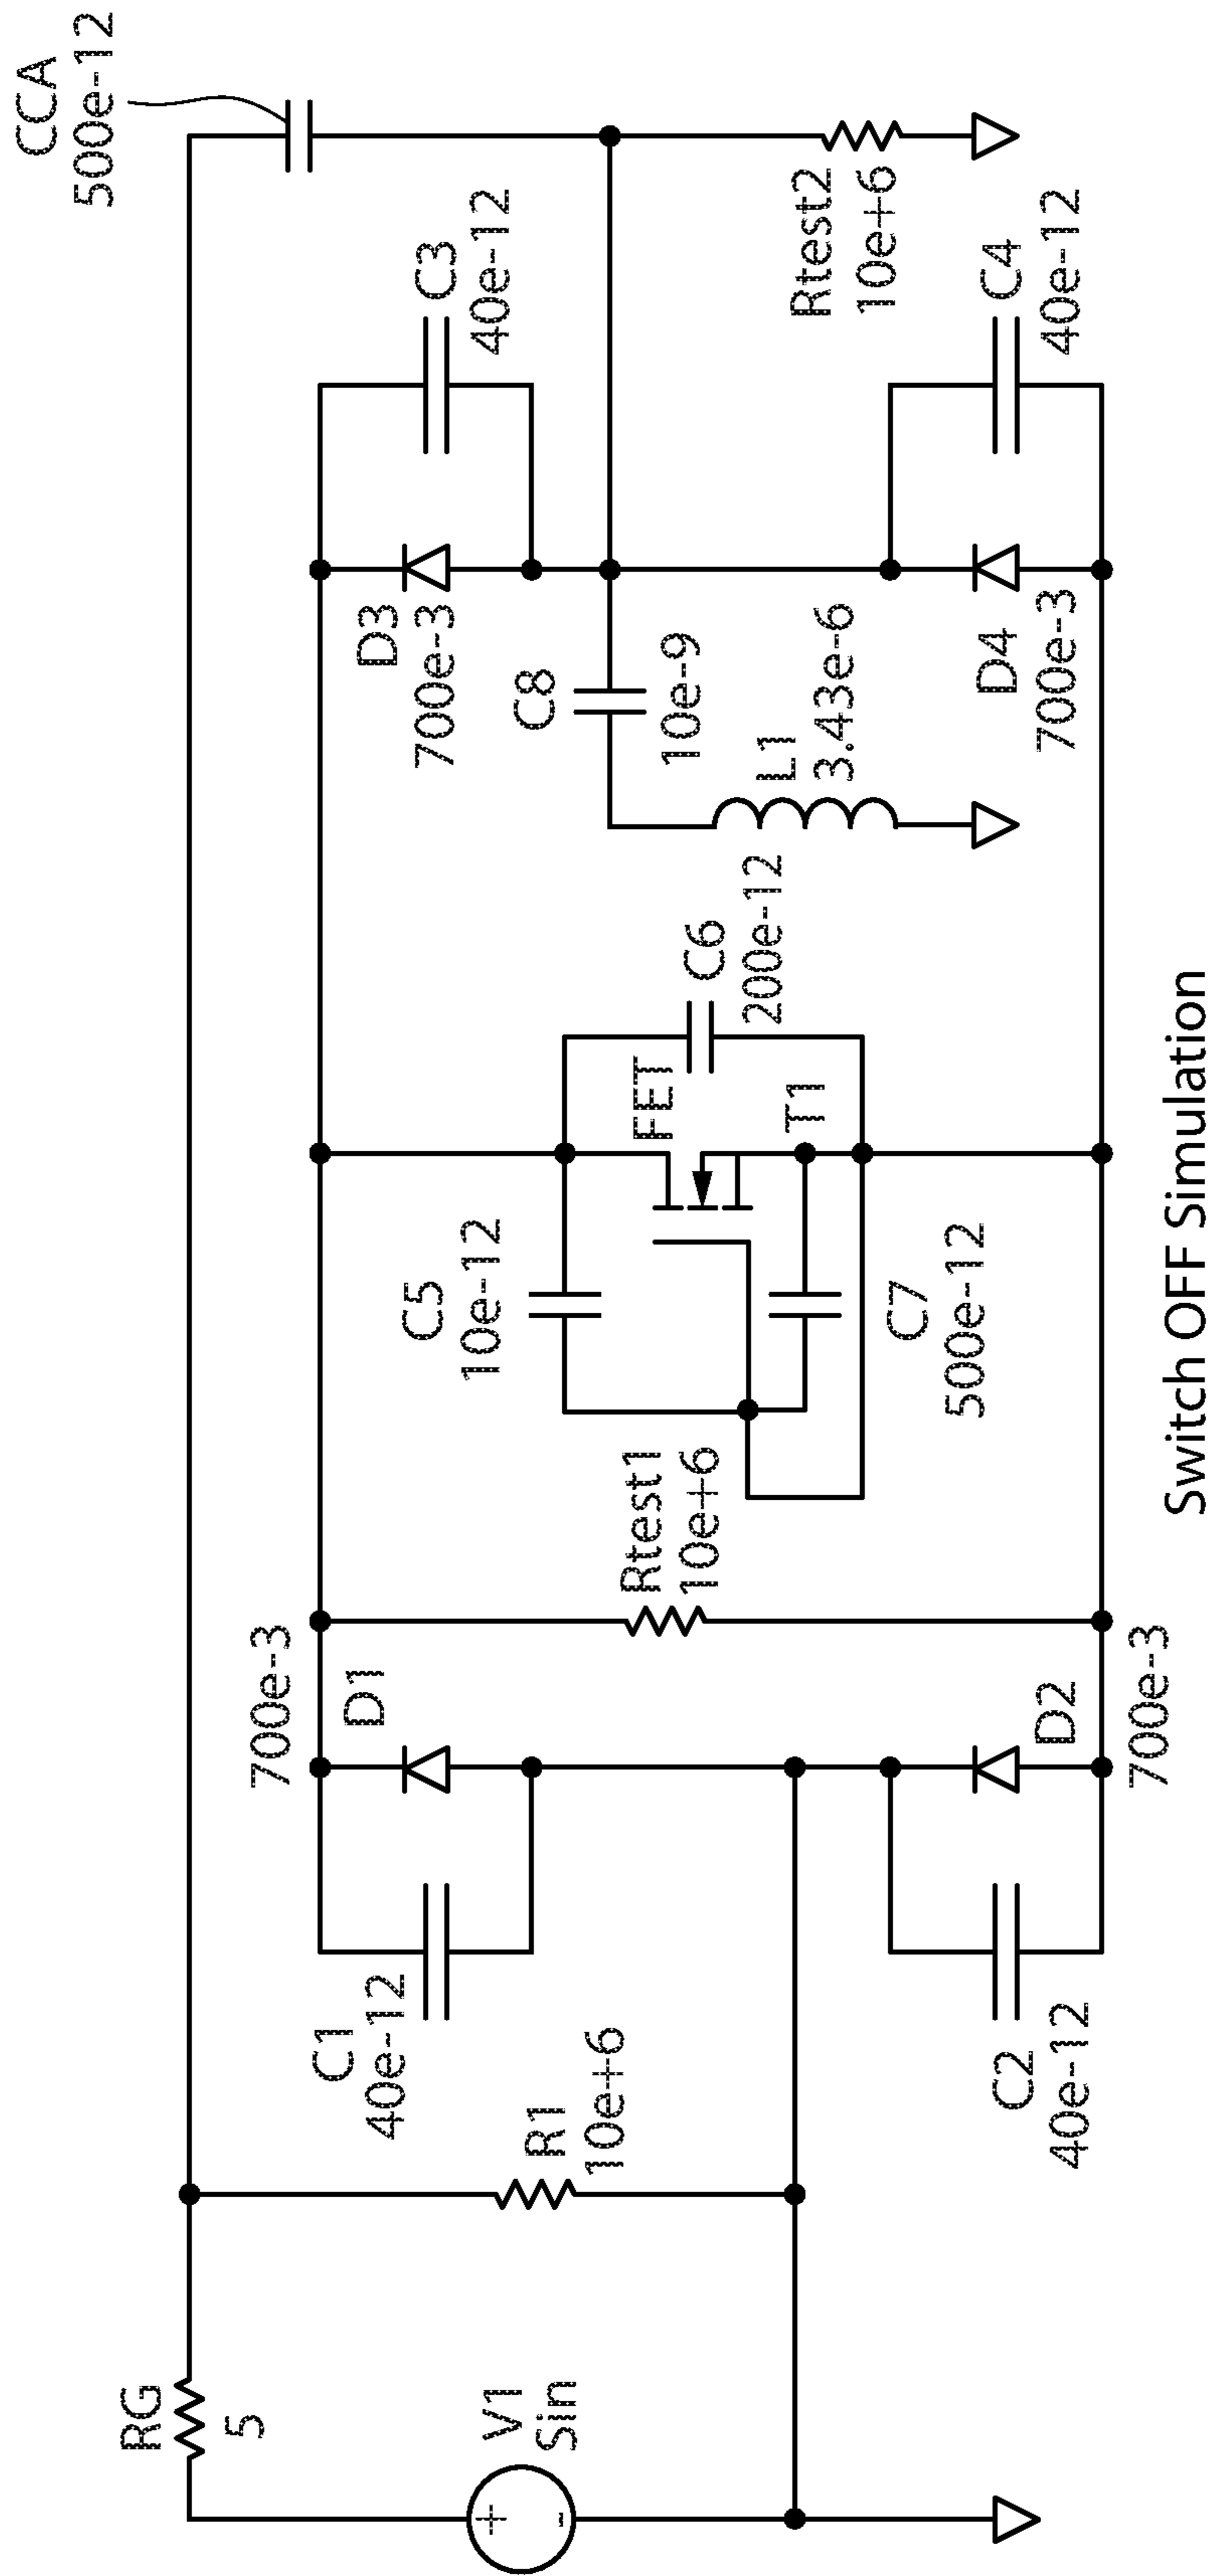 RG
5
V1
Sin
R1
10e+6
C1
40e-12
C2
40e-12
700e-3
D1
D2
700e-3
Rtest1
10e+6
C5
10e-12
C7
500e-12
FET
T1
C6
200e-12
L1
3.43e-6
C8
10e-9
D3
700e-3
D4
700e-3
C3
40e-12
C4
40e-12
Rtest2
10e+6
CCA
500e-12
+
-
Switch OFF Simulation